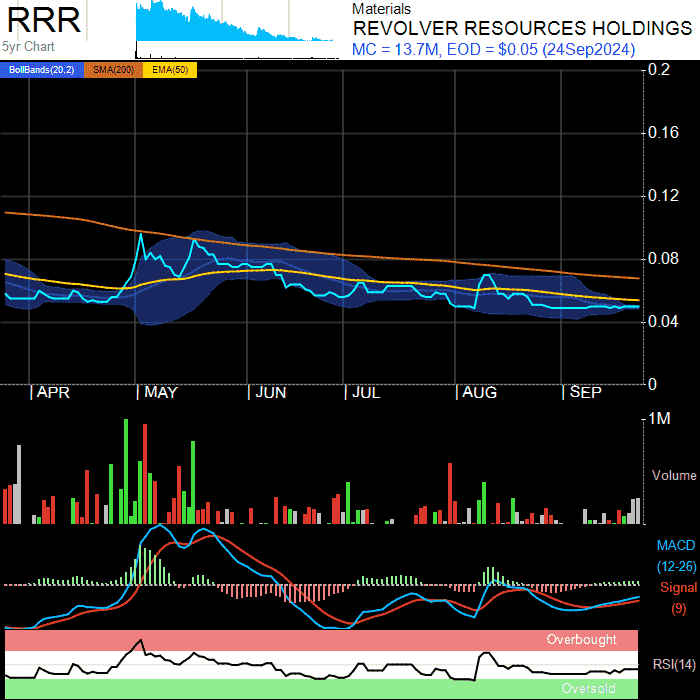 RRR
5yr Chart
Materials
REVOLVER RESOURCES HOLDINGS
MC = 13.7M, EOD = $0.05 (24Sep2024)
BollBands(20,2) SMA(200) EMA(50)
0.2
0.16
0.12
0.08
0.04
0
APR MAY JUN JUL AUG SEP
1M
Volume
MACD
(12-26)
Signal
(9)
Overbought
RSI(14)
Oversold